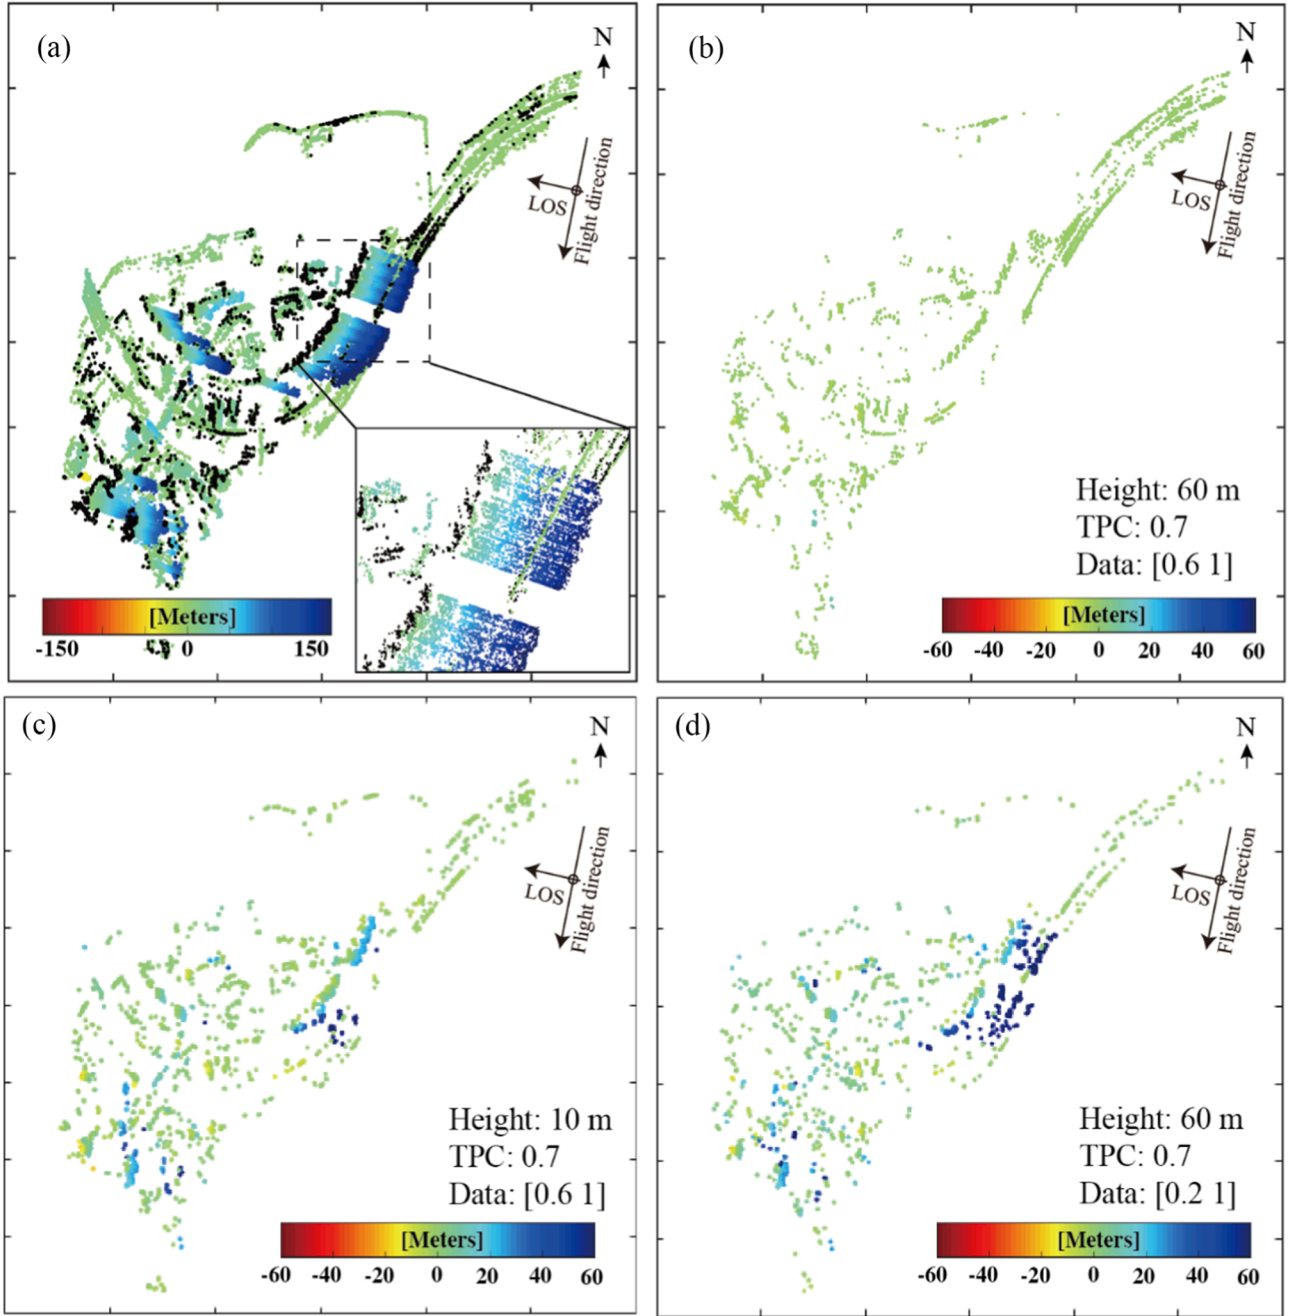 (a)
N
LOS
Flight direction
[Meters]
-150 0 150
(b)
N
LOS
Flight direction
Height: 60 m
TPC: 0.7
Data: [0.6 1]
[Meters]
-60 -40 -20 0 20 40 60
(c)
N
LOS
Flight direction
Height: 10 m
TPC: 0.7
Data: [0.6 1]
[Meters]
-60 -40 -20 0 20 40 60
(d)
N
LOS
Flight direction
Height: 60 m
TPC: 0.7
Data: [0.2 1]
[Meters]
-60 -40 -20 0 20 40 60